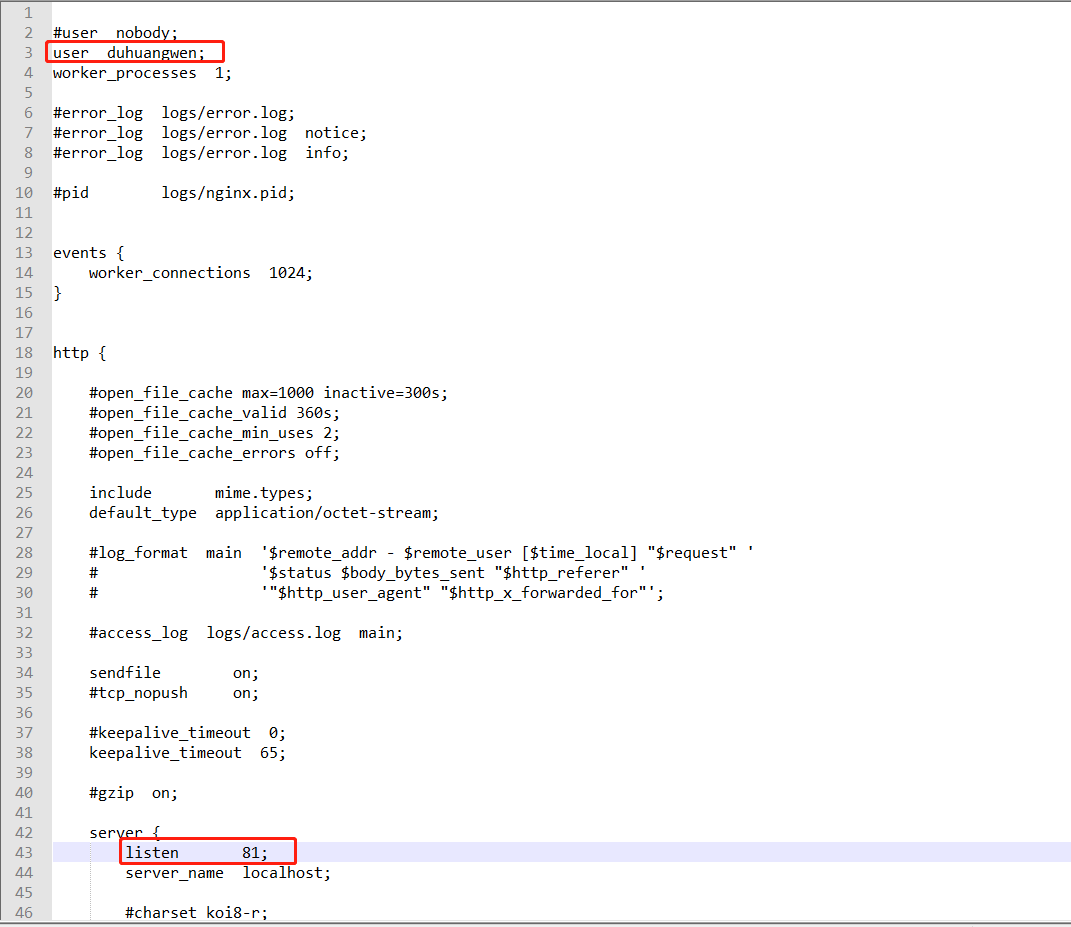 1
2 #user  nobody;
3 user  duhuangwen;
4 worker_processes  1;
5
6 #error_log  logs/error.log;
7 #error_log  logs/error.log  notice;
8 #error_log  logs/error.log  info;
9
10 #pid        logs/nginx.pid;
11
12
13 events {
14     worker_connections  1024;
15 }
16
17
18 http {
19
20     #open_file_cache max=1000 inactive=300s;
21     #open_file_cache_valid 360s;
22     #open_file_cache_min_uses 2;
23     #open_file_cache_errors off;
24
25     include       mime.types;
26     default_type  application/octet-stream;
27
28     #log_format  main  '$remote_addr - $remote_user [$time_local] "$request" '
29     #                  '$status $body_bytes_sent "$http_referer" '
30     #                  '"$http_user_agent" "$http_x_forwarded_for"';
31
32     #access_log  logs/access.log  main;
33
34     sendfile        on;
35     #tcp_nopush     on;
36
37     #keepalive_timeout  0;
38     keepalive_timeout  65;
39
40     #gzip  on;
41
42     server {
43         listen       81;
44         server_name  localhost;
45
46         #charset koi8-r;